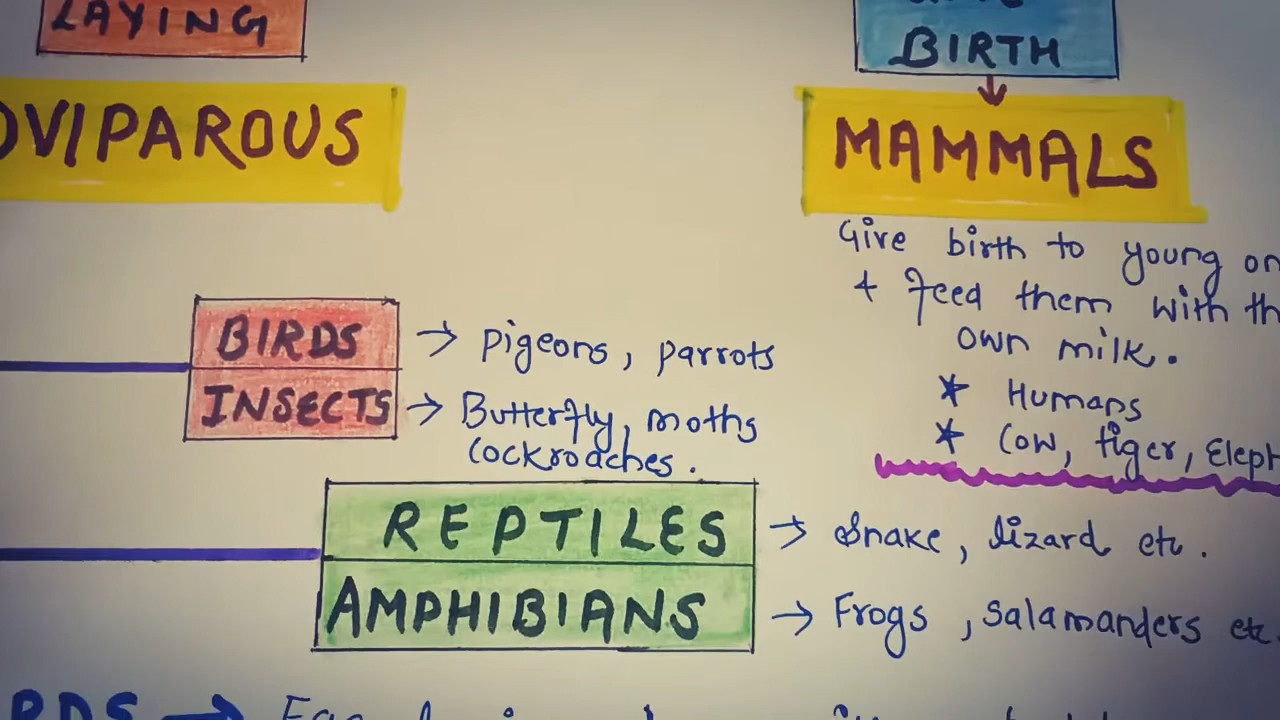 LAYING
BIRTH
OVIPAROUS
MAMMALS
Give birth to young on
+ feed them with th
own milk.
* Humans
* Cow, tiger, Eleph
BIRDS → pigeons, parrots
INSECTS → Butterfly, moths
Cockroaches.
REPTILES → Snake, lizard etc.
AMPHIBIANS → Frogs, Salamanders etc.